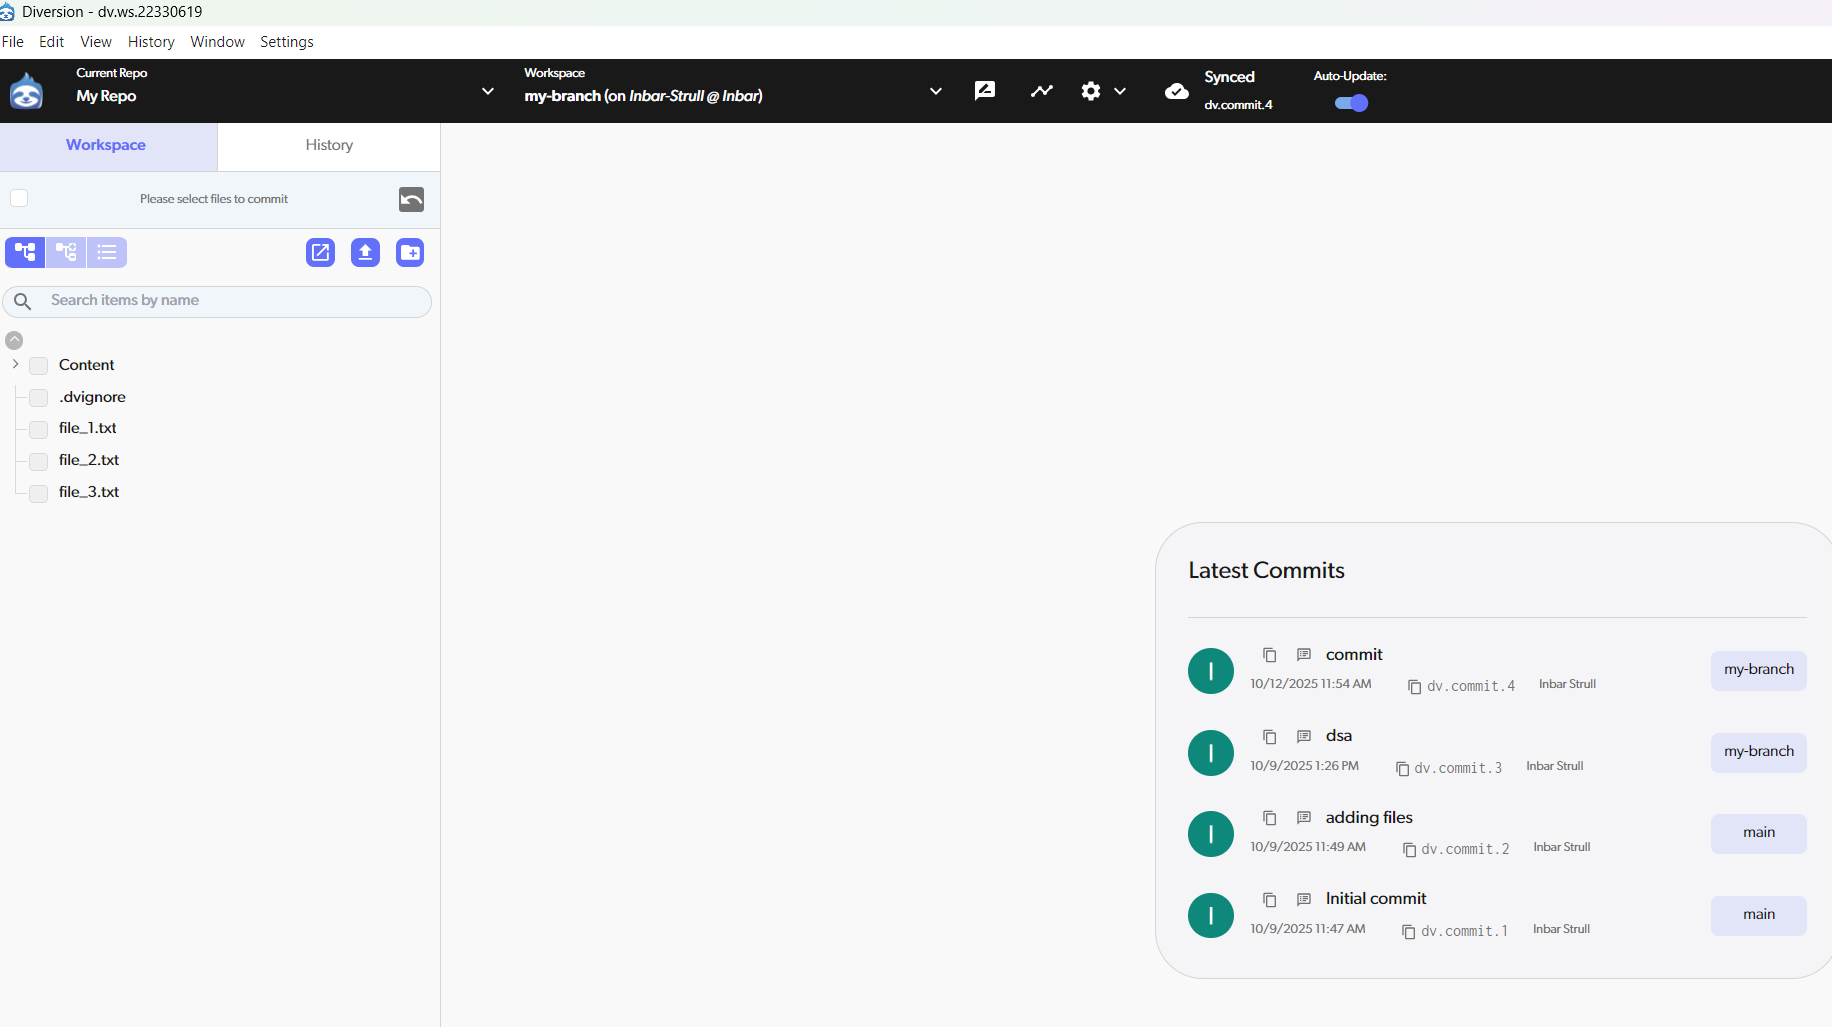 Diversion - dv.ws.22330619
File Edit View History Window Settings
Current Repo
My Repo
Workspace
my-branch (on Inbar-Strull @ Inbar)
Synced
dv.commit.4
Auto-Update:
Workspace
History
Please select files to commit
Search items by name
Content
.dvignore
file_1.txt
file_2.txt
file_3.txt
Latest Commits
I
commit
10/12/2025 11:54 AM dv.commit.4 Inbar Strull
my-branch
I
dsa
10/9/2025 1:26 PM dv.commit.3 Inbar Strull
my-branch
I
adding files
10/9/2025 11:49 AM dv.commit.2 Inbar Strull
main
I
Initial commit
10/9/2025 11:47 AM dv.commit.1 Inbar Strull
main